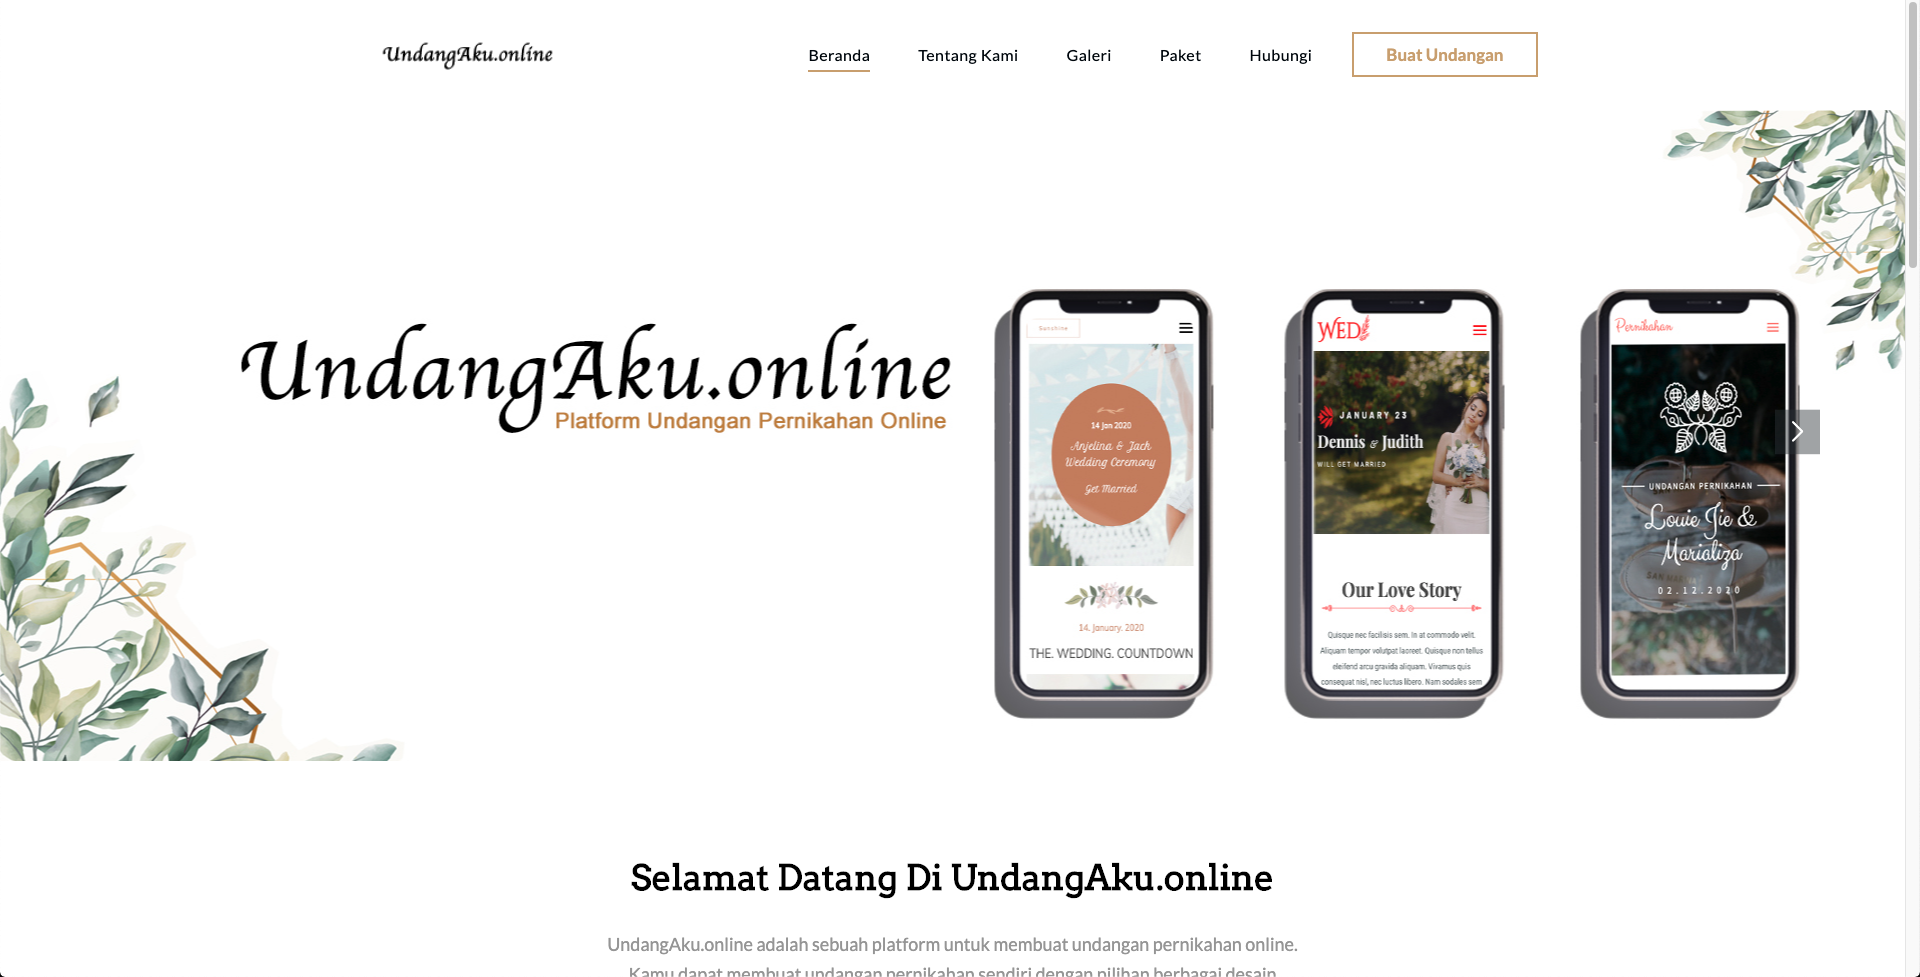 UndangAku.online
Beranda
Tentang Kami
Galeri
Paket
Hubungi
Buat Undangan
UndangAku.online
Platform Undangan Pernikahan Online
Sunshine
14 Jan 2020
Anjelina & Jack
Wedding Ceremony
Get Married
14. January. 2020
THE. WEDDING. COUNTDOWN
WED
JANUARY 23
Dennis & Judith
WILL GET MARRIED
Our Love Story
Quisque nec facilisis sem. In at commodo velit.
Aliquam tempor volutpat laoreet. Quisque non tellus
eleifend arcu gravida aliquam. Vivamus quis
consequat nisl, nec luctus libero. Nam sodales sem
Pernikahan
UNDANGAN PERNIKAHAN
Louie Jie &
Marializa
02.12.2020
Selamat Datang Di UndangAku.online
UndangAku.online adalah sebuah platform untuk membuat undangan pernikahan online.
Kamu dapat membuat undangan pernikahan sendiri dengan pilihan berbagai desain